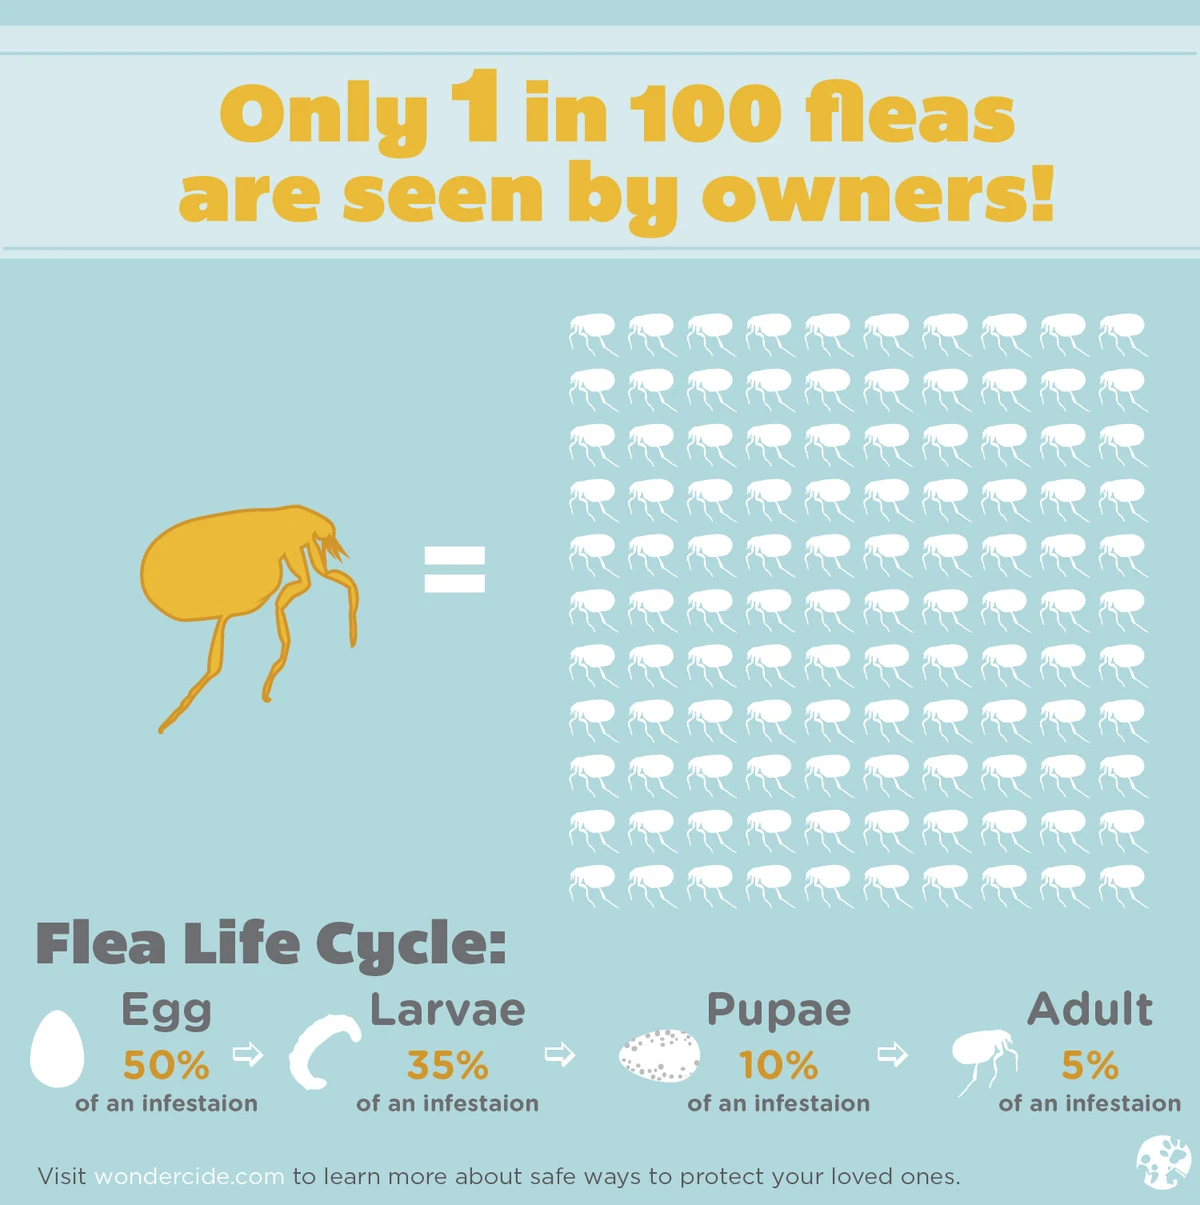 Only 1 in 100 fleas
are seen by owners!
Flea Life Cycle:
Egg
50%
of an infestaion
Larvae
35%
of an infestaion
Pupae
10%
of an infestaion
Adult
5%
of an infestaion
Visit wondercide.com to learn more about safe ways to protect your loved ones.